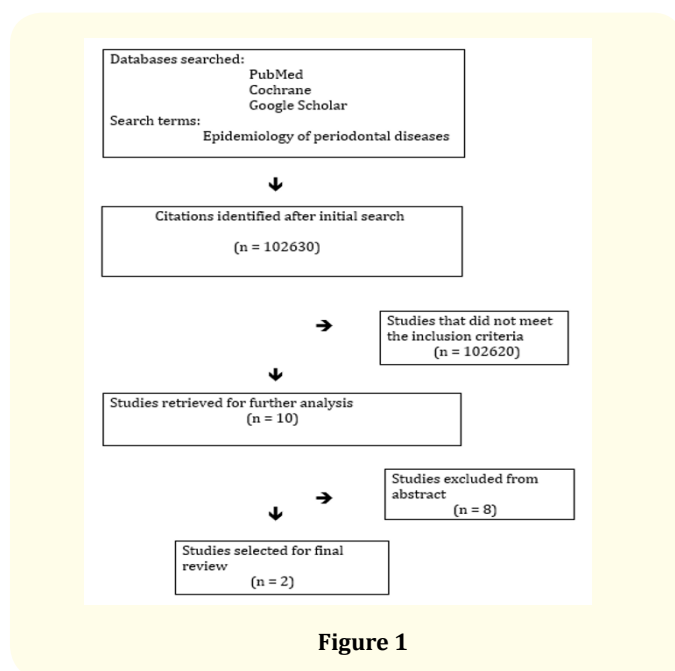 Databases searched:
PubMed
Cochrane
Google Scholar
Search terms:
Epidemiology of periodontal diseases
Citations identified after initial search
(n = 102630)
Studies that did not meet
the inclusion criteria
(n = 102620)
Studies retrieved for further analysis
(n = 10)
Studies excluded from
abstract
(n = 8)
Studies selected for final
review
(n = 2)
Figure 1